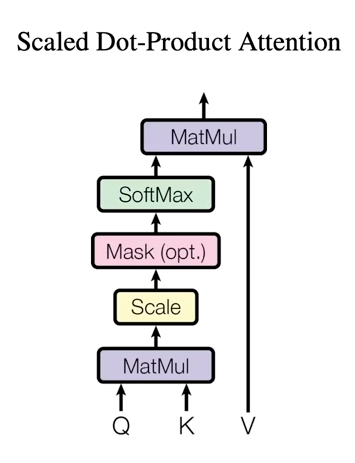 Scaled Dot-Product Attention
MatMul
SoftMax
Mask (opt.)
Scale
MatMul
Q K V